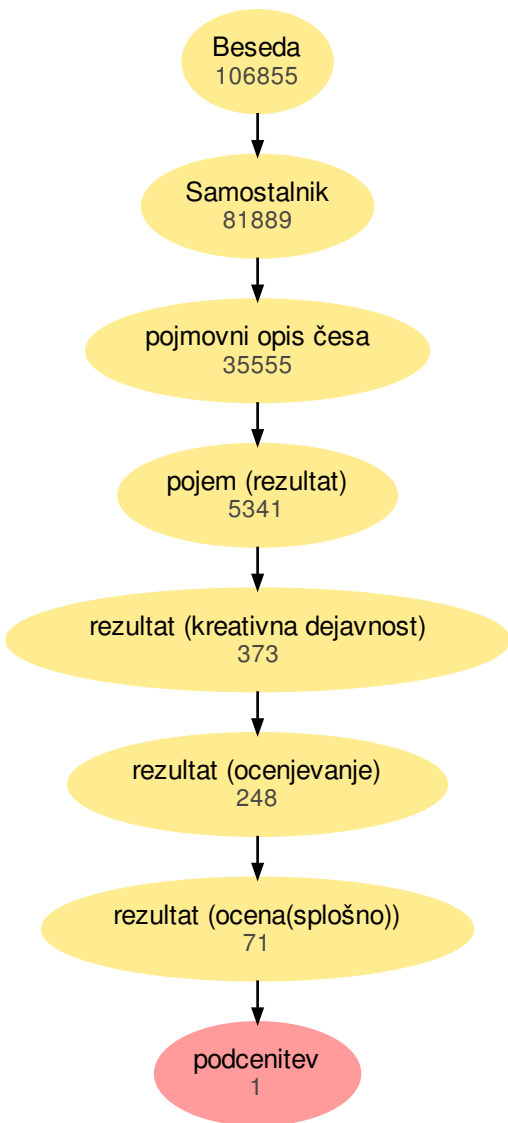 Beseda
106855
Samostalnik
81889
pojmovni opis česa
35555
pojem (rezultat)
5341
rezultat (kreativna dejavnost)
373
rezultat (ocenjevanje)
248
rezultat (ocena(splošno))
71
podcenitev
1